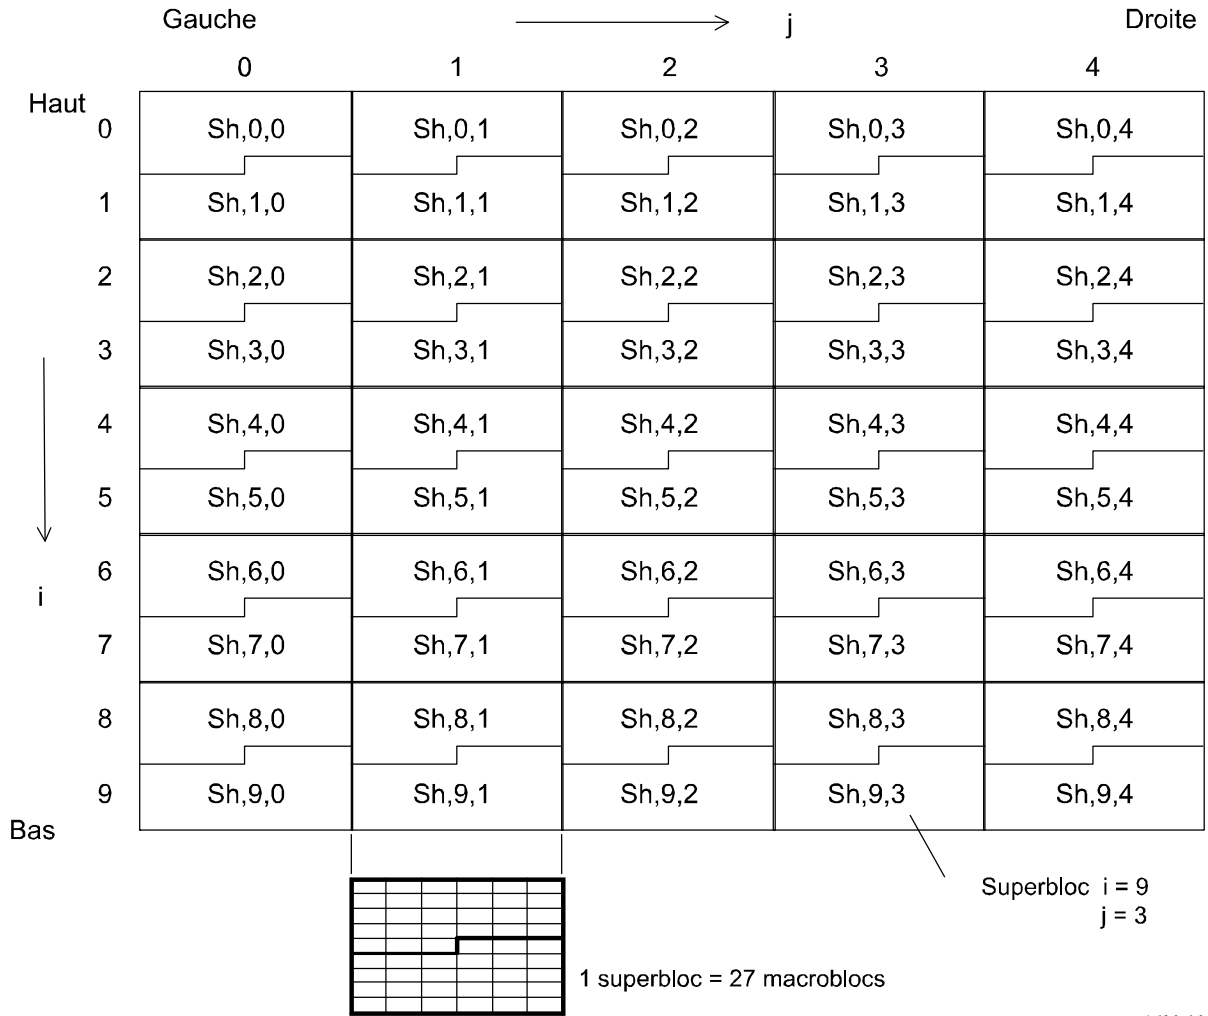 Gauche j Droite
0 1 2 3 4
Haut
0 Sh,0,0 Sh,0,1 Sh,0,2 Sh,0,3 Sh,0,4
1 Sh,1,0 Sh,1,1 Sh,1,2 Sh,1,3 Sh,1,4
2 Sh,2,0 Sh,2,1 Sh,2,2 Sh,2,3 Sh,2,4
3 Sh,3,0 Sh,3,1 Sh,3,2 Sh,3,3 Sh,3,4
4 Sh,4,0 Sh,4,1 Sh,4,2 Sh,4,3 Sh,4,4
5 Sh,5,0 Sh,5,1 Sh,5,2 Sh,5,3 Sh,5,4
6 Sh,6,0 Sh,6,1 Sh,6,2 Sh,6,3 Sh,6,4
i
7 Sh,7,0 Sh,7,1 Sh,7,2 Sh,7,3 Sh,7,4
8 Sh,8,0 Sh,8,1 Sh,8,2 Sh,8,3 Sh,8,4
9 Sh,9,0 Sh,9,1 Sh,9,2 Sh,9,3 Sh,9,4
Bas
Superbloc i = 9
j = 3
1 superbloc = 27 macroblocs